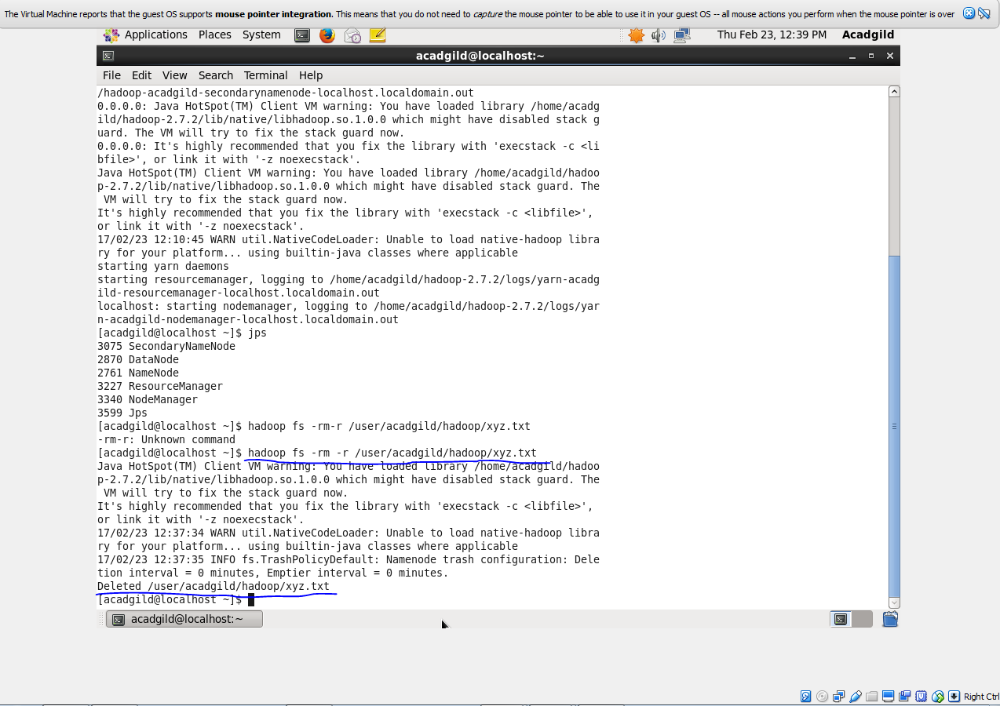 The Virtual Machine reports that the guest OS supports mouse pointer integration. This means that you do not need to capture the mouse pointer to be able to use it in your guest OS -- all mouse actions you perform when the mouse pointer is over
Applications Places System Thu Feb 23, 12:39 PM Acadgild
acadgild@localhost:~
File Edit View Search Terminal Help
/hadoop-acadgild-secondarynamenode-localhost.localdomain.out
0.0.0.0: Java HotSpot(TM) Client VM warning: You have loaded library /home/acadg
ild/hadoop-2.7.2/lib/native/libhadoop.so.1.0.0 which might have disabled stack g
uard. The VM will try to fix the stack guard now.
0.0.0.0: It's highly recommended that you fix the library with 'execstack -c <li
bfile>', or link it with '-z noexecstack'.
Java HotSpot(TM) Client VM warning: You have loaded library /home/acadgild/hadoo
p-2.7.2/lib/native/libhadoop.so.1.0.0 which might have disabled stack guard. The
 VM will try to fix the stack guard now.
It's highly recommended that you fix the library with 'execstack -c <libfile>',
or link it with '-z noexecstack'.
17/02/23 12:10:45 WARN util.NativeCodeLoader: Unable to load native-hadoop libra
ry for your platform... using builtin-java classes where applicable
starting yarn daemons
starting resourcemanager, logging to /home/acadgild/hadoop-2.7.2/logs/yarn-acadg
ild-resourcemanager-localhost.localdomain.out
localhost: starting nodemanager, logging to /home/acadgild/hadoop-2.7.2/logs/yar
n-acadgild-nodemanager-localhost.localdomain.out
[acadgild@localhost ~]$ jps
3075 SecondaryNameNode
2870 DataNode
2761 NameNode
3227 ResourceManager
3340 NodeManager
3599 Jps
[acadgild@localhost ~]$ hadoop fs -rm-r /user/acadgild/hadoop/xyz.txt
-rm-r: Unknown command
[acadgild@localhost ~]$ hadoop fs -rm -r /user/acadgild/hadoop/xyz.txt
Java HotSpot(TM) Client VM warning: You have loaded library /home/acadgild/hadoo
p-2.7.2/lib/native/libhadoop.so.1.0.0 which might have disabled stack guard. The
 VM will try to fix the stack guard now.
It's highly recommended that you fix the library with 'execstack -c <libfile>',
or link it with '-z noexecstack'.
17/02/23 12:37:34 WARN util.NativeCodeLoader: Unable to load native-hadoop libra
ry for your platform... using builtin-java classes where applicable
17/02/23 12:37:35 INFO fs.TrashPolicyDefault: Namenode trash configuration: Dele
tion interval = 0 minutes, Emptier interval = 0 minutes.
Deleted /user/acadgild/hadoop/xyz.txt
[acadgild@localhost ~]$
acadgild@localhost:~
Right Ctrl